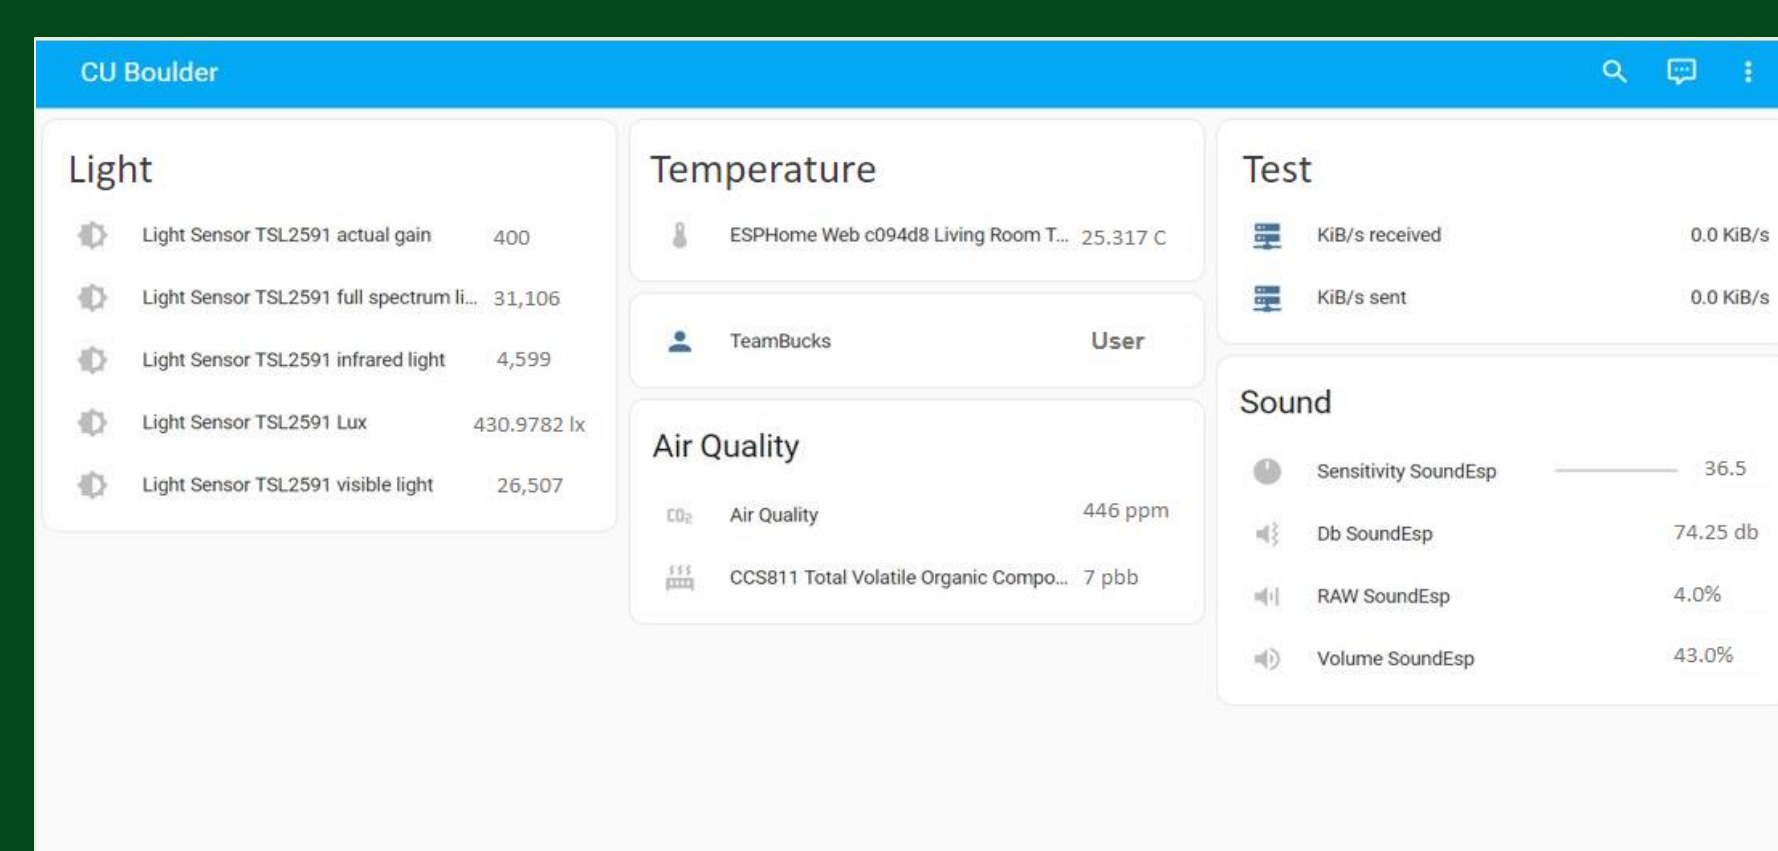 CU Boulder
Light
Light Sensor TSL2591 actual gain 400
Light Sensor TSL2591 full spectrum li... 31,106
Light Sensor TSL2591 infrared light 4,599
Light Sensor TSL2591 Lux 430.9782 lx
Light Sensor TSL2591 visible light 26,507
Temperature
ESPHome Web c094d8 Living Room T... 25.317 C
TeamBucks User
Air Quality
CO₂ Air Quality 446 ppm
CCS811 Total Volatile Organic Compo... 7 pbb
Test
KiB/s received 0.0 KiB/s
KiB/s sent 0.0 KiB/s
Sound
Sensitivity SoundEsp 36.5
Db SoundEsp 74.25 db
RAW SoundEsp 4.0%
Volume SoundEsp 43.0%